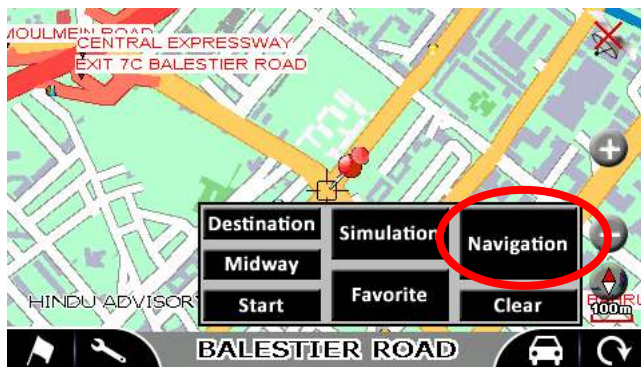 MOULMEIN ROAD
CENTRAL EXPRESSWAY
EXIT 7C BALESTIER ROAD
Destination
Simulation
Navigation
Midway
Start
Favorite
Clear
HINDU ADVISOR
100m
BALESTIER ROAD